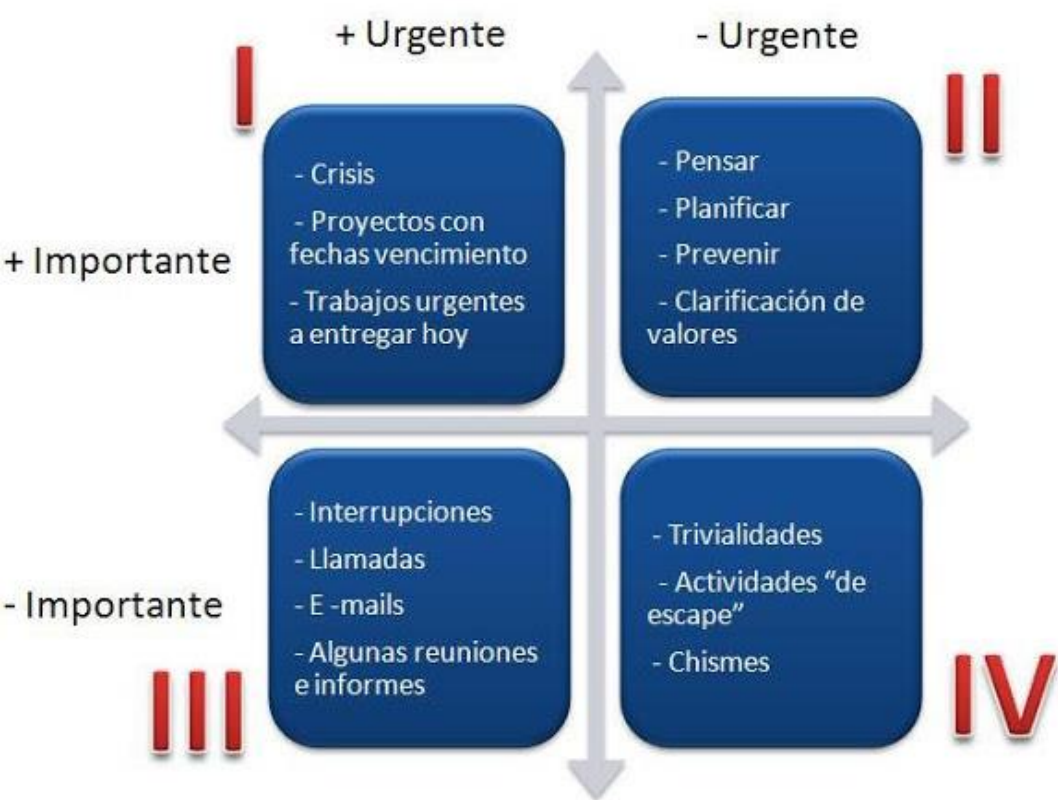 + Urgente
- Urgente
I
II
+ Importante
- Crisis
- Proyectos con
fechas vencimiento
- Trabajos urgentes
a entregar hoy
- Pensar
- Planificar
- Prevenir
- Clarificación de
valores
- Importante
- Interrupciones
- Llamadas
- E -mails
- Algunas reuniones
e informes
- Trivialidades
- Actividades “de
escape”
- Chismes
III
IV